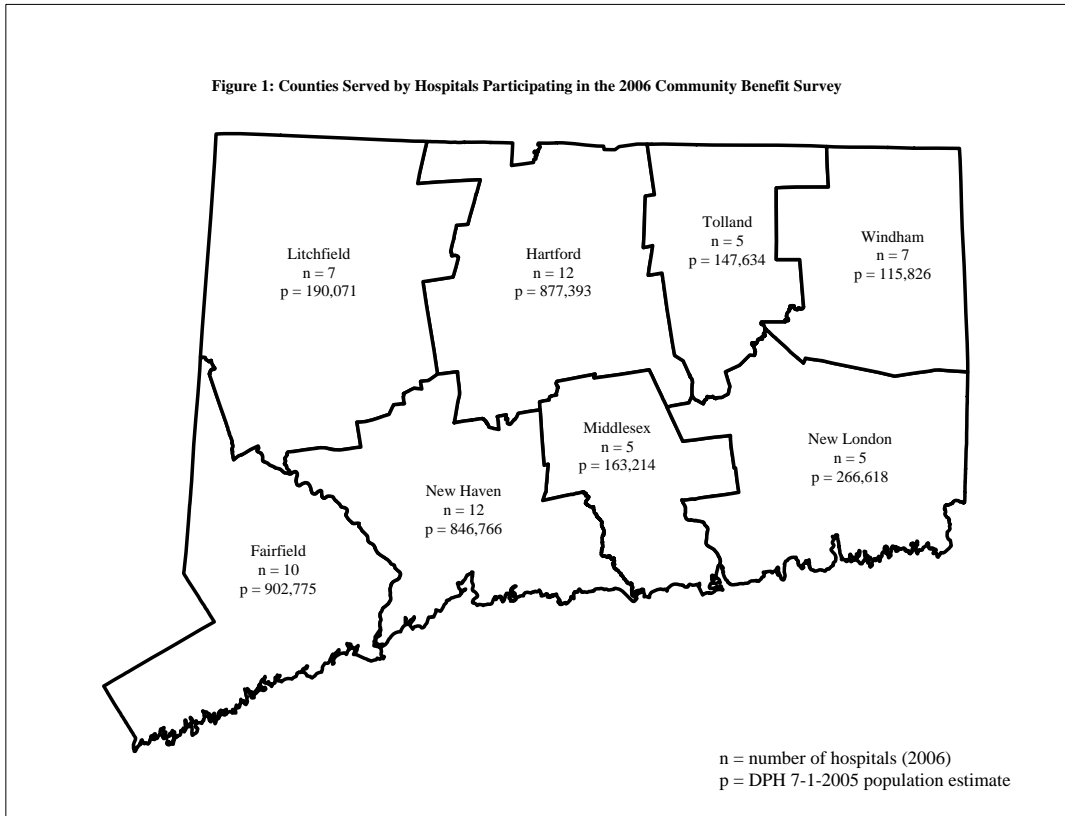 Figure 1: Counties Served by Hospitals Participating in the 2006 Community Benefit Survey
Litchfield
n = 7
p = 190,071
Hartford
n = 12
p = 877,393
Tolland
n = 5
p = 147,634
Windham
n = 7
p = 115,826
Fairfield
n = 10
p = 902,775
New Haven
n = 12
p = 846,766
Middlesex
n = 5
p = 163,214
New London
n = 5
p = 266,618
n = number of hospitals (2006)
p = DPH 7-1-2005 population estimate